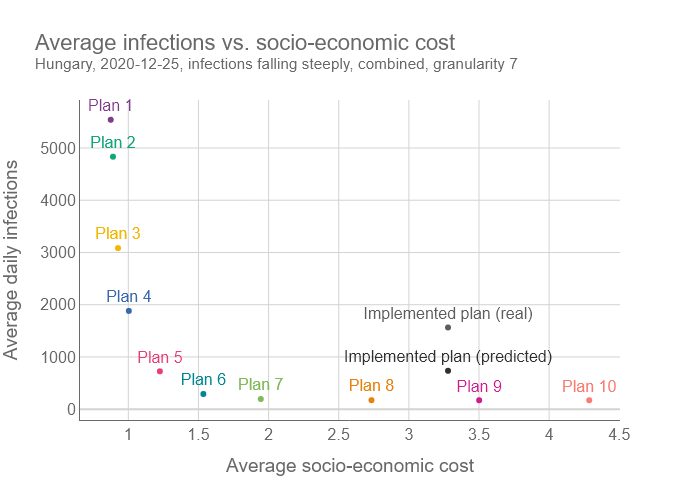 Average infections vs. socio-economic cost
Hungary, 2020-12-25, infections falling steeply, combined, granularity 7
Plan 1
Plan 2
5000
4000
Plan 3
3000
Plan 4
2000
Implemented plan (real)
Plan 5
1000
Implemented plan (predicted)
Plan 6
Plan 7
Plan 8
Plan 9
Plan 10
0
1
1.5
2
2.5
3
3.5
4
4.5
Average daily infections
Average socio-economic cost